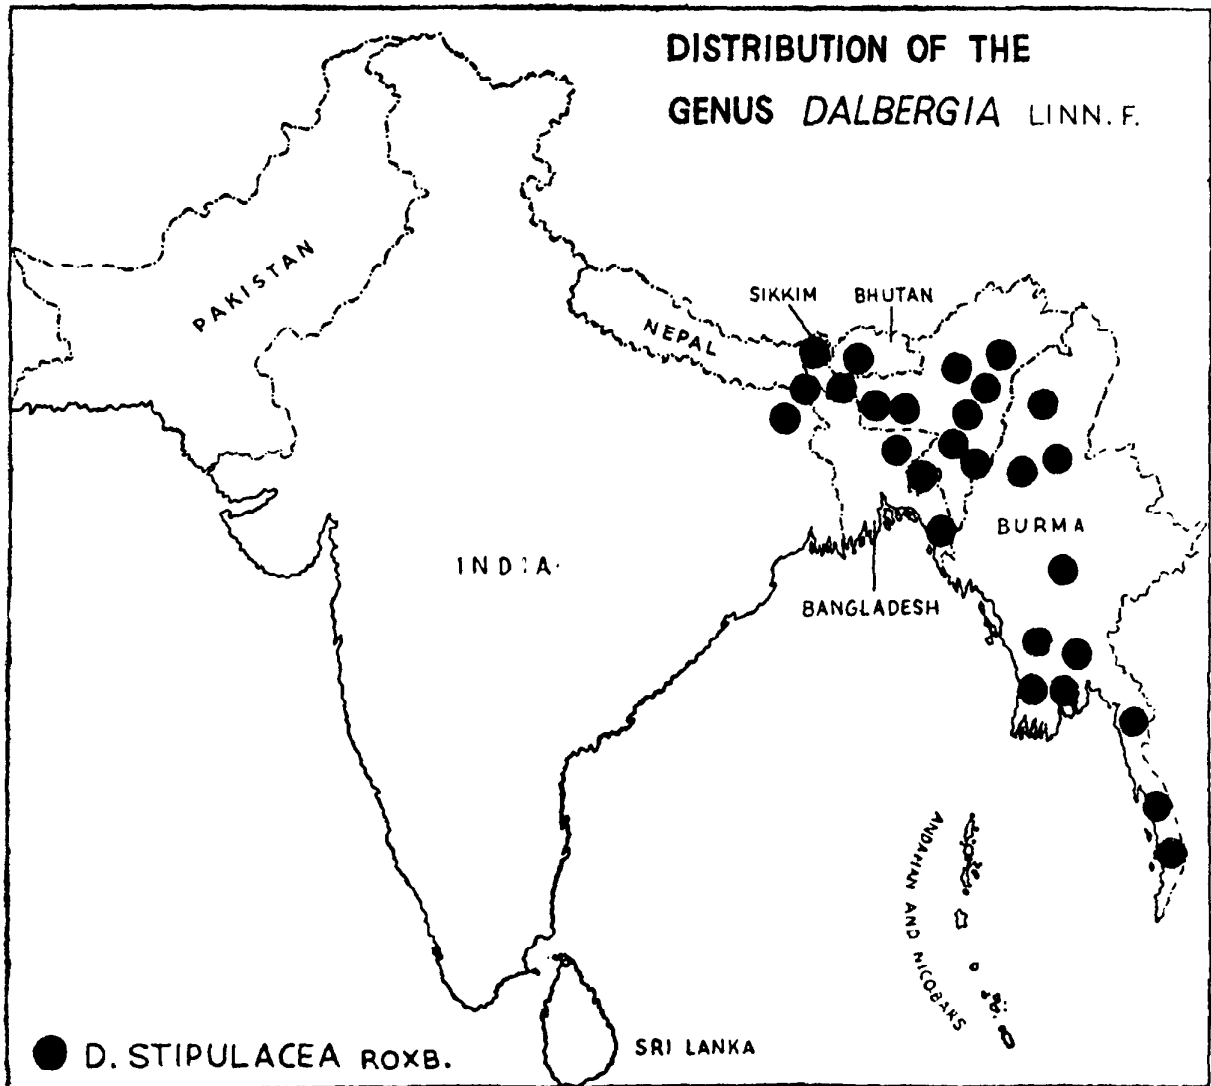 DISTRIBUTION OF THE
GENUS DALBERGIA LINN. F.
PAKISTAN
SIKKIM
BHUTAN
NEPAL
INDIA
BURMA
BANGLADESH
ANDAMAN AND NICOBARS
SRI LANKA
D. STIPULACEA ROXB.